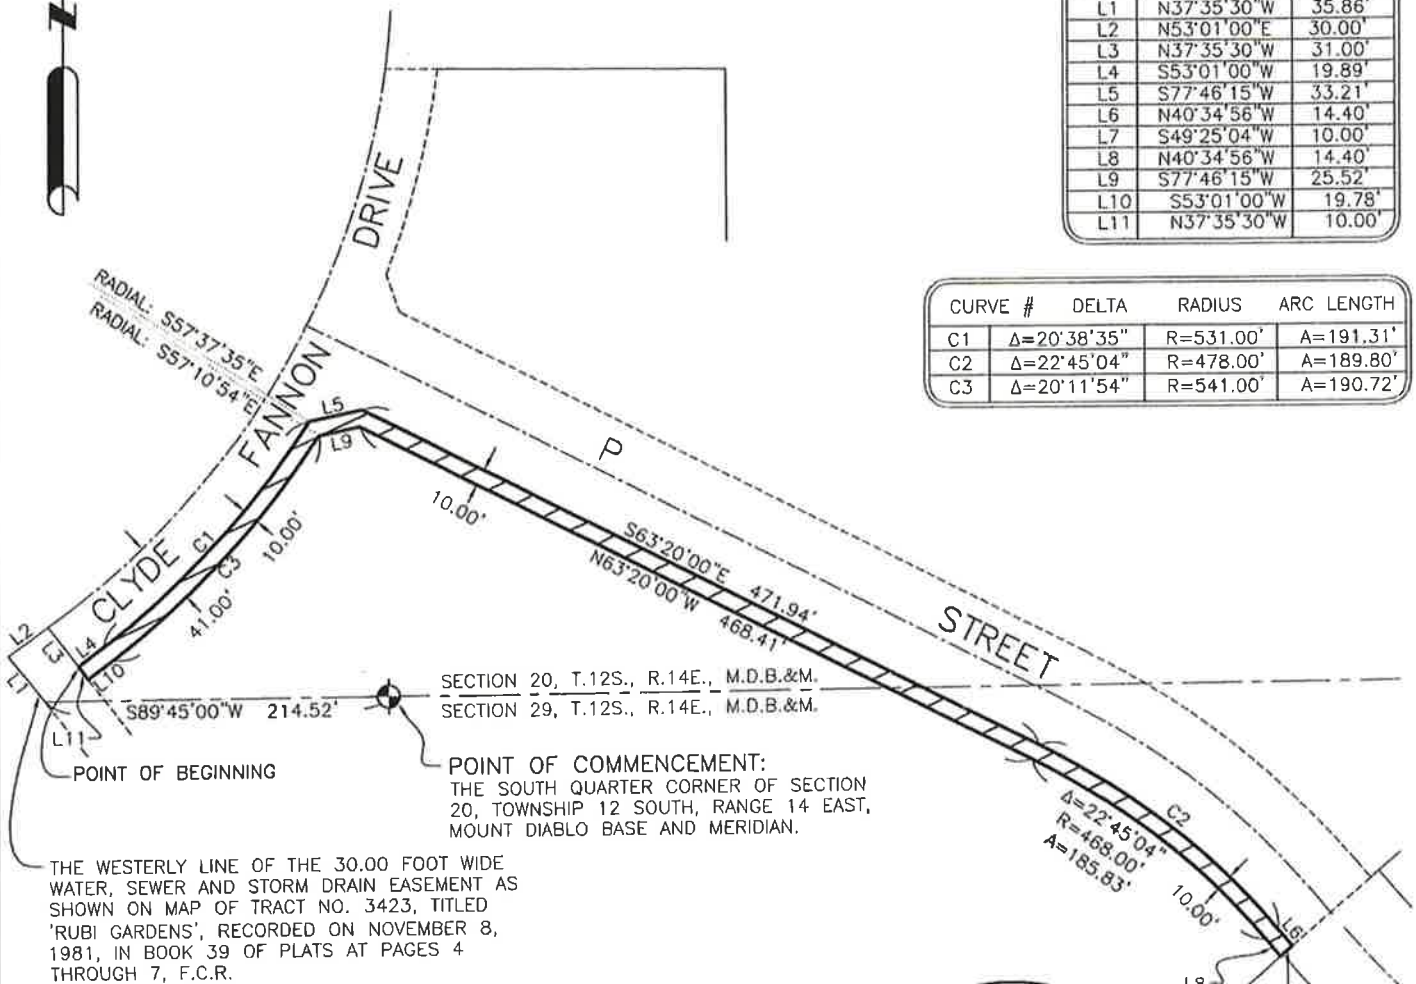 L1 N37°35'30"W 35.86'
L2 N53°01'00"E 30.00'
L3 N37°35'30"W 31.00'
L4 S53°01'00"W 19.89'
L5 S77°46'15"W 33.21'
L6 N40°34'56"W 14.40'
L7 S49°25'04"W 10.00'
L8 N40°34'56"W 14.40'
L9 S77°46'15"W 25.52'
L10 S53°01'00"W 19.78'
L11 N37°35'30"W 10.00'
CURVE # DELTA RADIUS ARC LENGTH
C1 Δ=20°38'35" R=531.00' A=191.31'
C2 Δ=22°45'04" R=478.00' A=189.80'
C3 Δ=20°11'54" R=541.00' A=190.72'
RADIAL: S57°37'35"E
RADIAL: S57°10'54"E
CLYDE FANNON DRIVE
P STREET
L5
L9
10.00'
C1
C3
10.00'
41.00'
S63°20'00"E 471.94'
N63°20'00"W 468.41'
L2
L3
L1
L4
L10
L11
S89°45'00"W 214.52'
SECTION 20, T.12S., R.14E., M.D.B.&M.
SECTION 29, T.12S., R.14E., M.D.B.&M.
POINT OF BEGINNING
POINT OF COMMENCEMENT:
THE SOUTH QUARTER CORNER OF SECTION
20, TOWNSHIP 12 SOUTH, RANGE 14 EAST,
MOUNT DIABLO BASE AND MERIDIAN.
THE WESTERLY LINE OF THE 30.00 FOOT WIDE
WATER, SEWER AND STORM DRAIN EASEMENT AS
SHOWN ON MAP OF TRACT NO. 3423, TITLED
'RUBI GARDENS', RECORDED ON NOVEMBER 8,
1981, IN BOOK 39 OF PLATS AT PAGES 4
THROUGH 7, F.C.R.
C2
Δ=22°45'04"
R=468.00'
A=185.83'
10.00'
L6
L8